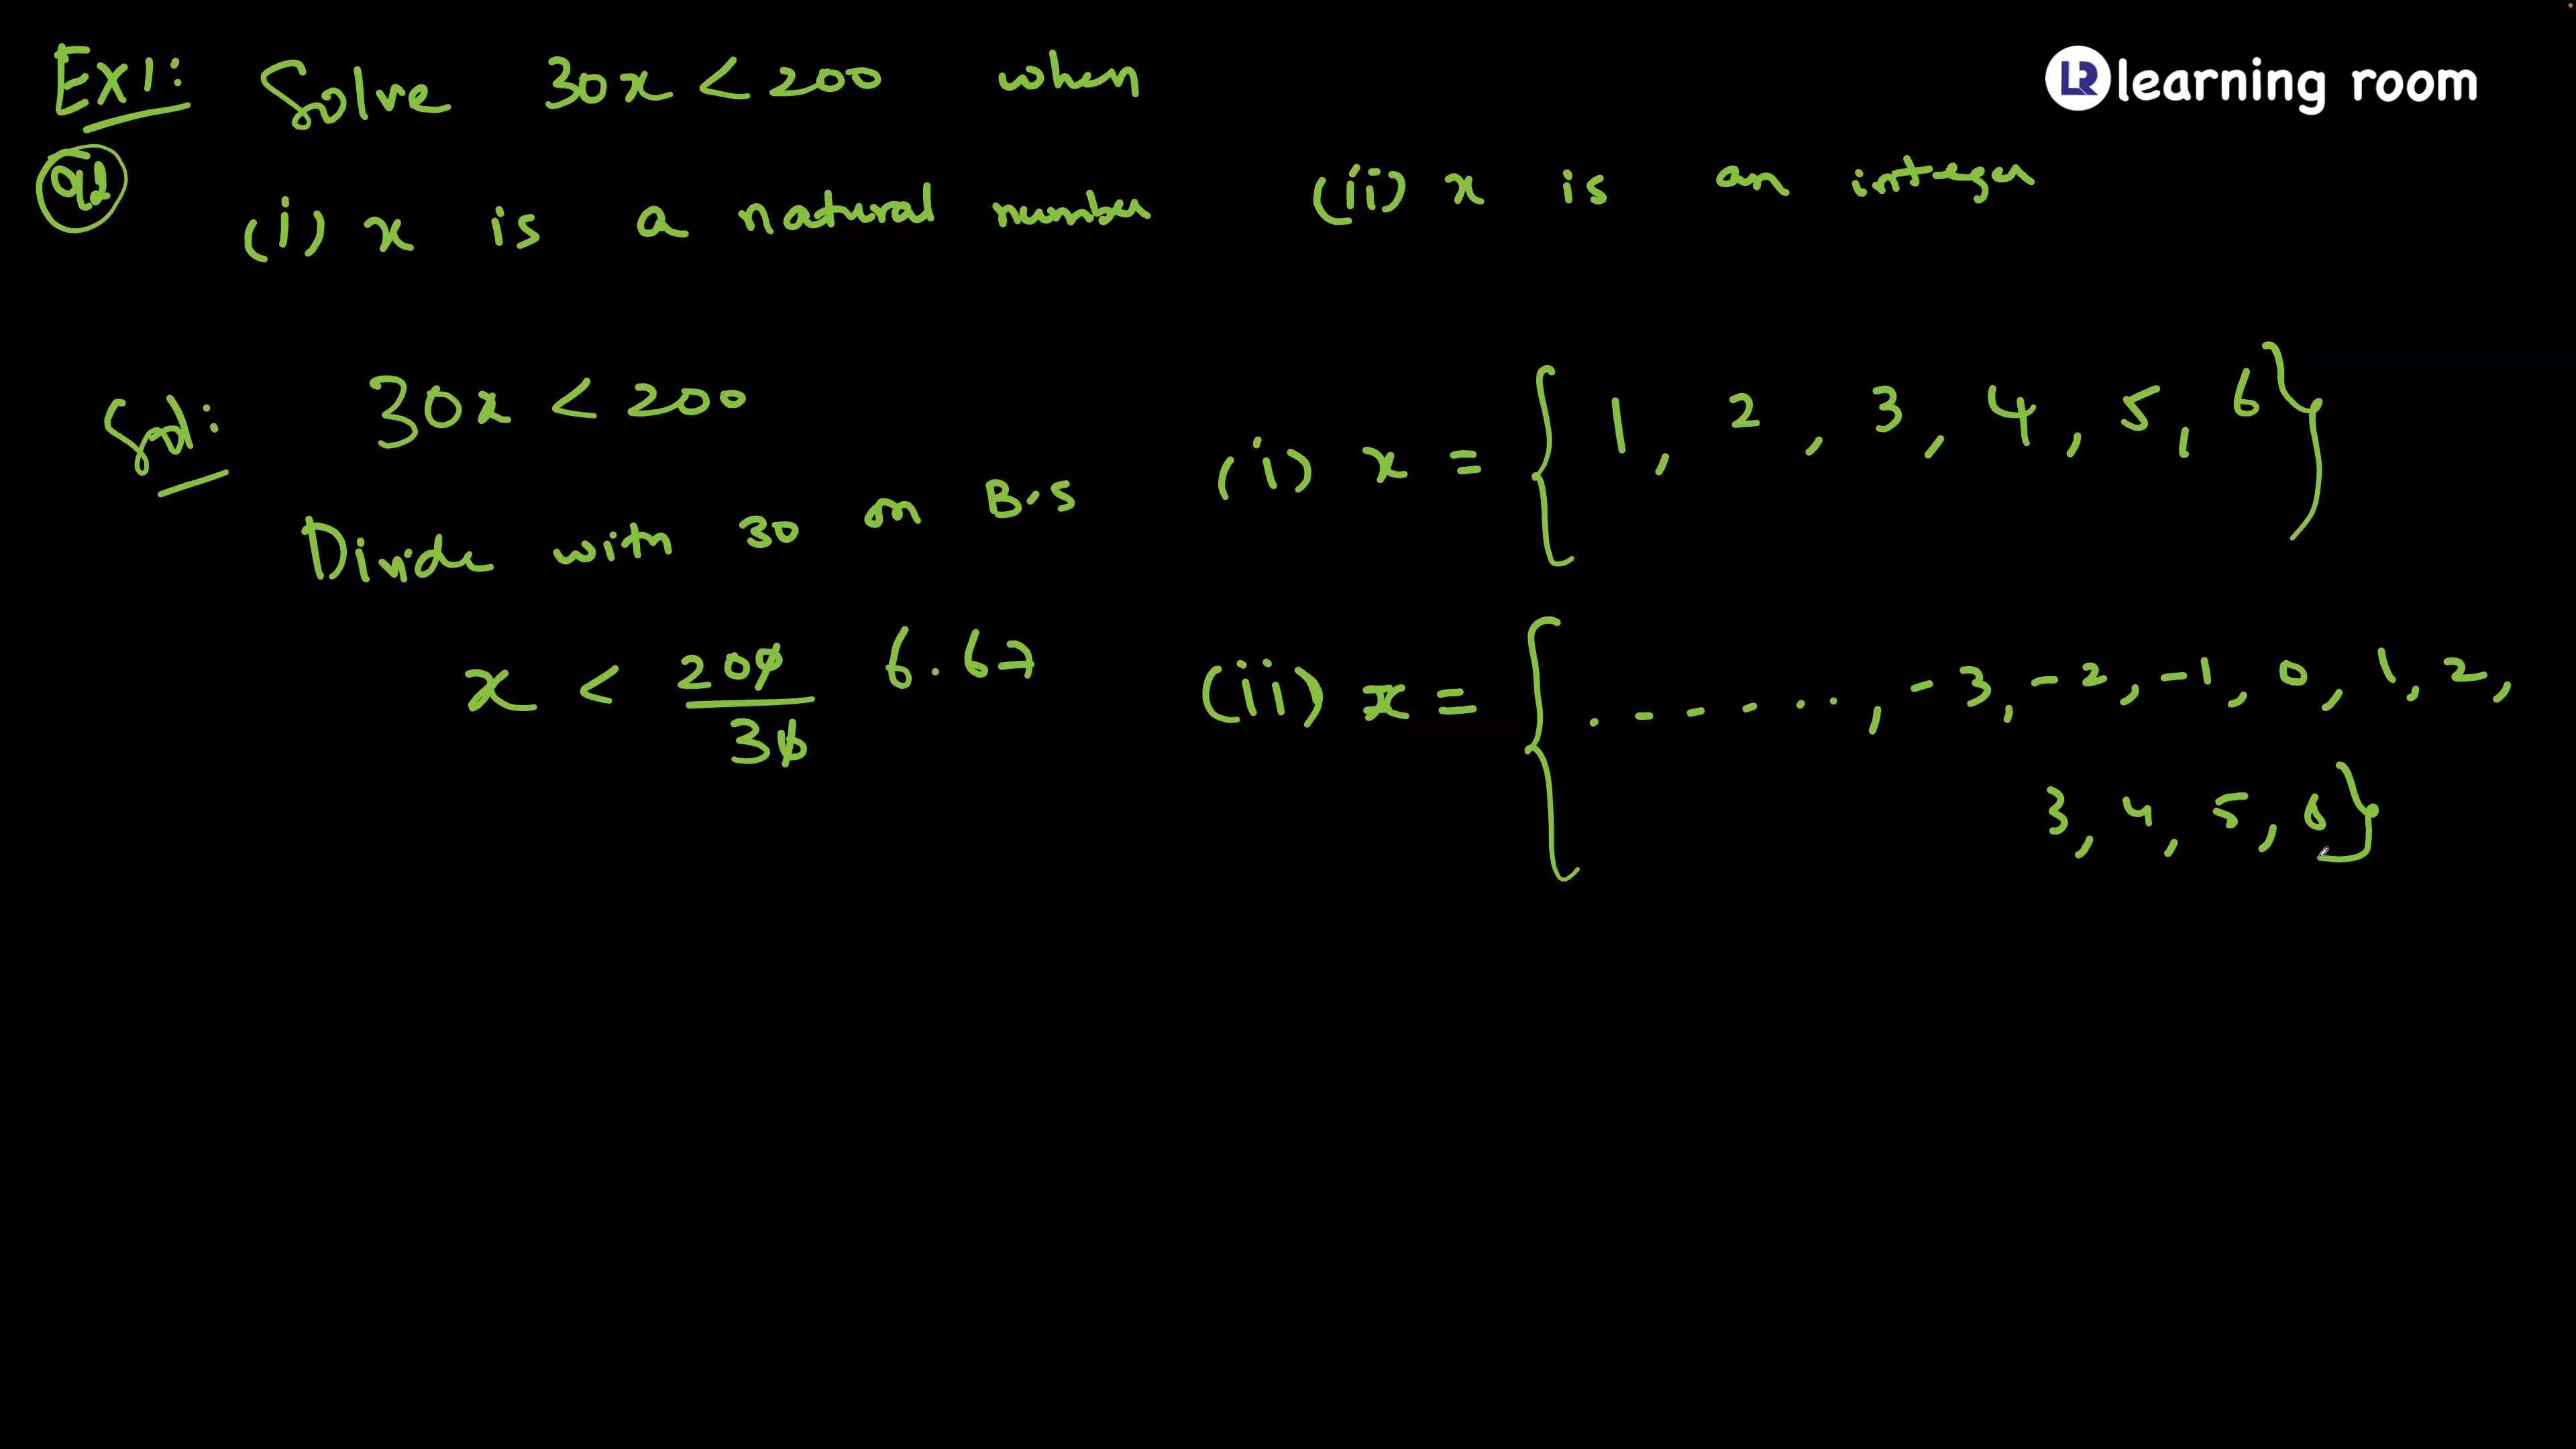 Ex1: Solve 30x < 200 when
learning room
Q1
(i) x is a natural number (ii) x is an integer
Sol: 30x < 200
Divide with 30 on B.S
x < 200/30 6.67
(i) x = { 1, 2, 3, 4, 5, 6 }
(ii) x = { . - - - . . , -3, -2, -1, 0, 1, 2,
3, 4, 5, 6 }